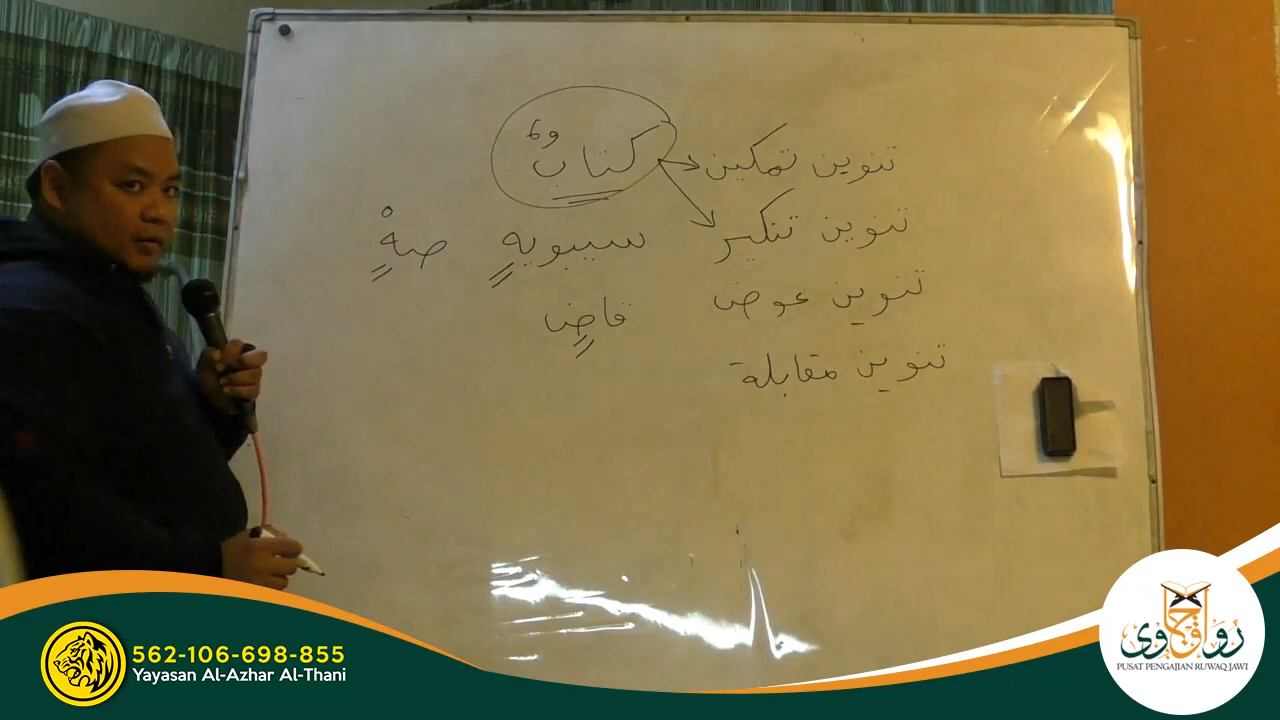 تنوين تمكين كتابٌ
تنوين تنكير سيبويهٍ صهٍْ
تنوين عوض قاضٍ
تنوين مقابلة
562-106-698-855
Yayasan Al-Azhar Al-Thani
رُواق جاوي
PUSAT PENGAJIAN RUWAQ JAWI